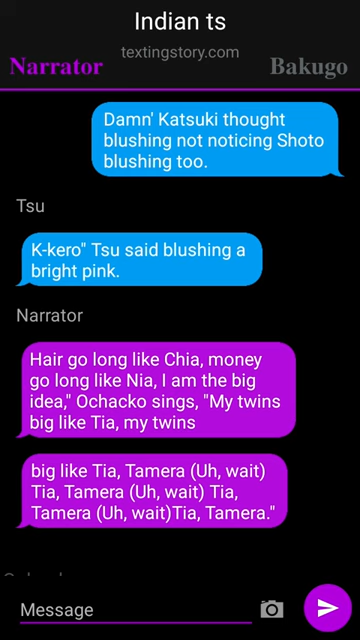 Indian ts
textingstory.com
Narrator
Bakugo
Damn' Katsuki thought
blushing not noticing Shoto
blushing too.
Tsu
K-kero" Tsu said blushing a
bright pink.
Narrator
Hair go long like Chia, money
go long like Nia, I am the big
idea," Ochacko sings, "My twins
big like Tia, my twins
big like Tia, Tamera (Uh, wait)
Tia, Tamera (Uh, wait) Tia,
Tamera (Uh, wait)Tia, Tamera."
Message